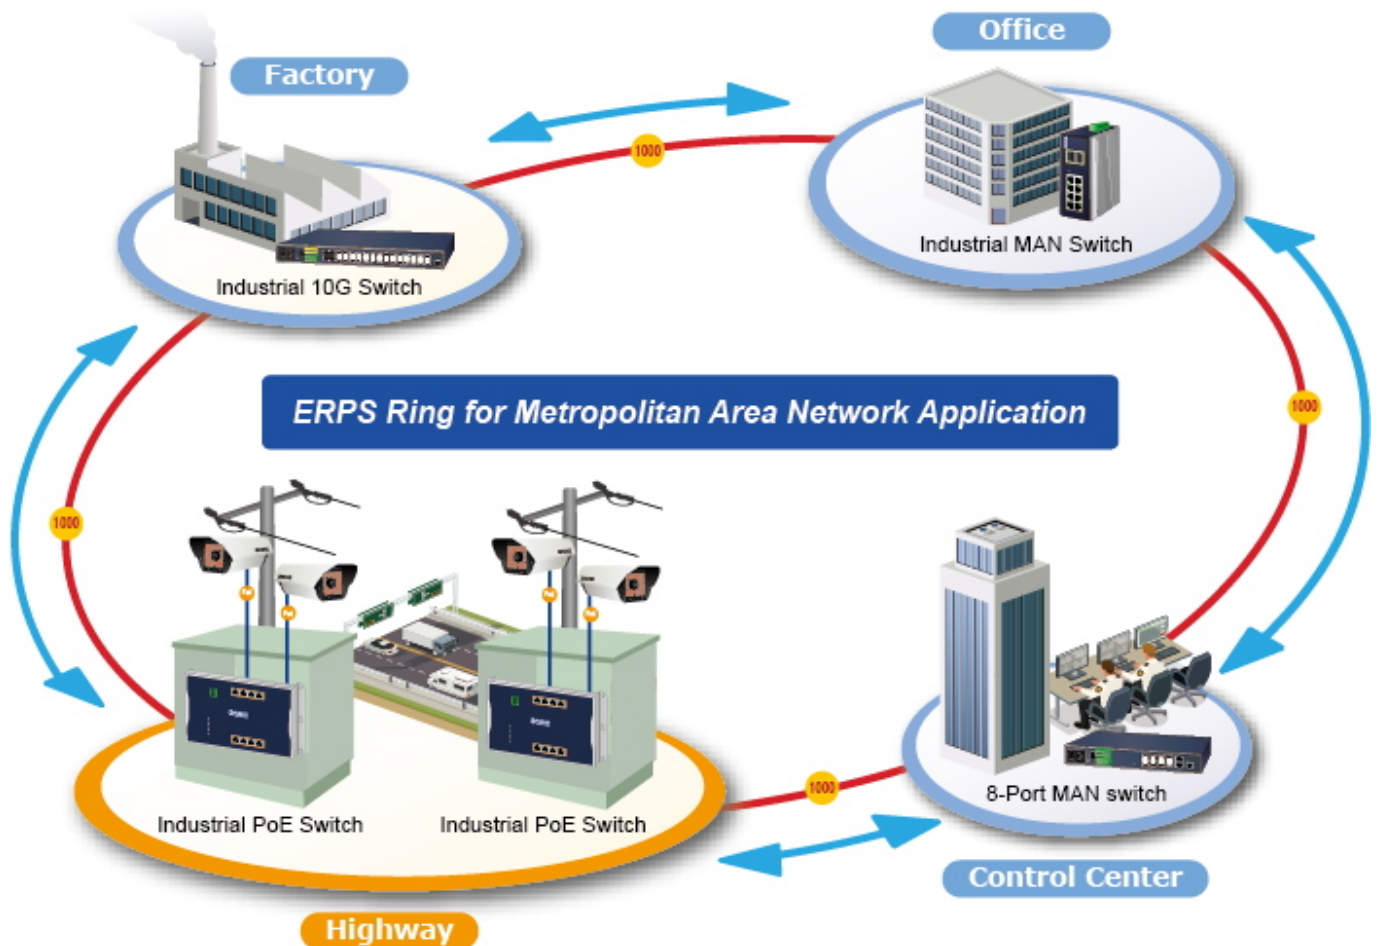 Office
Factory
1000
Industrial MAN Switch
Industrial 10G Switch
ERPS Ring for Metropolitan Area Network Application
1000
1000
1000
8-Port MAN switch
Industrial PoE Switch
Industrial PoE Switch
Control Center
Highway